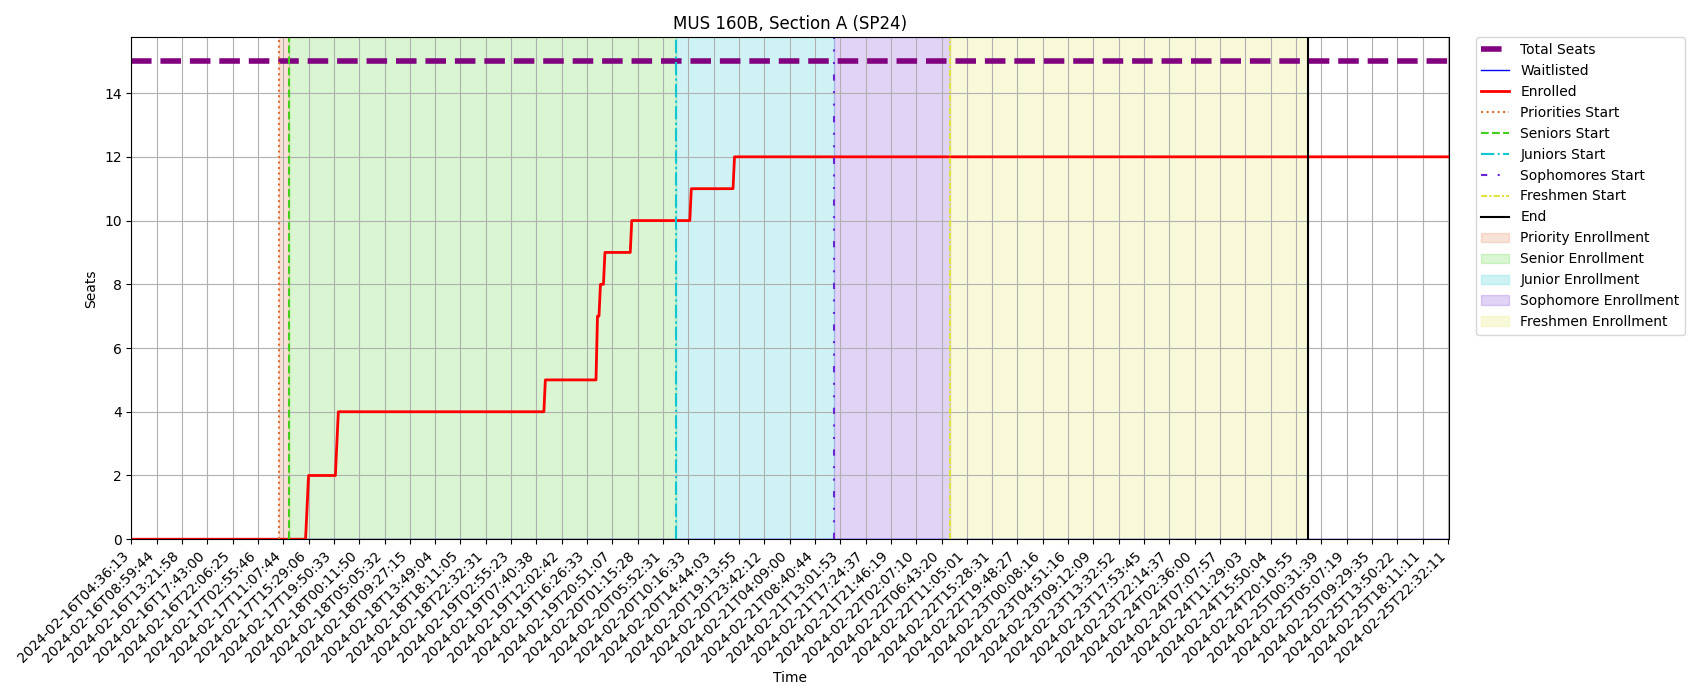 MUS 160B, Section A (SP24)
Seats
14
12
10
8
6
4
2
0
2024-02-16T04:36:13
2024-02-16T08:59:44
2024-02-16T13:21:58
2024-02-16T17:43:00
2024-02-16T22:06:25
2024-02-17T02:55:46
2024-02-17T11:07:44
2024-02-17T15:29:06
2024-02-17T19:50:33
2024-02-18T00:11:50
2024-02-18T05:05:32
2024-02-18T09:27:15
2024-02-18T13:49:04
2024-02-18T18:11:05
2024-02-18T22:32:31
2024-02-19T02:55:23
2024-02-19T07:40:38
2024-02-19T12:02:42
2024-02-19T16:26:33
2024-02-19T20:51:07
2024-02-20T01:15:28
2024-02-20T05:52:31
2024-02-20T10:16:33
2024-02-20T14:44:03
2024-02-20T19:13:55
2024-02-20T23:42:12
2024-02-21T04:09:00
2024-02-21T08:40:44
2024-02-21T13:01:53
2024-02-21T17:24:37
2024-02-21T21:46:19
2024-02-22T02:07:10
2024-02-22T06:43:20
2024-02-22T11:05:01
2024-02-22T15:28:31
2024-02-22T19:48:27
2024-02-23T00:08:16
2024-02-23T04:51:16
2024-02-23T09:12:09
2024-02-23T13:32:52
2024-02-23T17:53:45
2024-02-23T22:14:37
2024-02-24T02:36:00
2024-02-24T07:07:57
2024-02-24T11:29:03
2024-02-24T15:50:04
2024-02-24T20:10:55
2024-02-25T00:31:39
2024-02-25T05:07:19
2024-02-25T09:29:35
2024-02-25T13:50:22
2024-02-25T18:11:11
2024-02-25T22:32:11
Time
Total Seats
Waitlisted
Enrolled
Priorities Start
Seniors Start
Juniors Start
Sophomores Start
Freshmen Start
End
Priority Enrollment
Senior Enrollment
Junior Enrollment
Sophomore Enrollment
Freshmen Enrollment